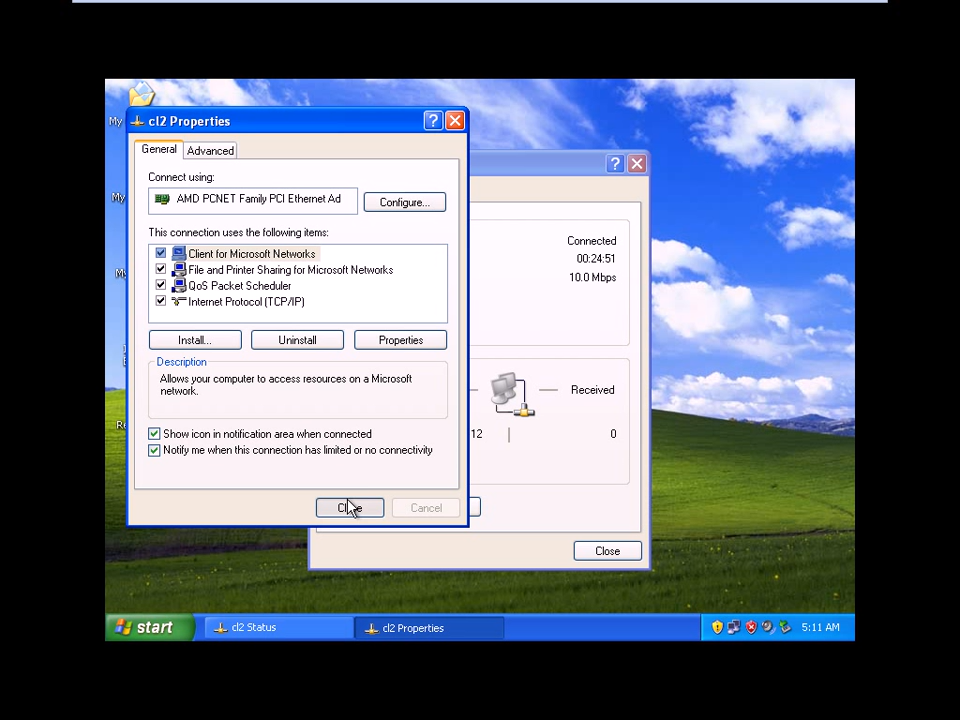 My
cl2 Properties
General
Advanced
Connect using:
AMD PCNET Family PCI Ethernet Ad
Configure...
This connection uses the following items:
Client for Microsoft Networks
File and Printer Sharing for Microsoft Networks
QoS Packet Scheduler
Internet Protocol (TCP/IP)
Install...
Uninstall
Properties
Description
Allows your computer to access resources on a Microsoft
network.
Show icon in notification area when connected
Notify me when this connection has limited or no connectivity
Close
Cancel
My
Connected
00:24:51
10.0 Mbps
Received
12
0
Close
start
cl2 Status
cl2 Properties
5:11 AM